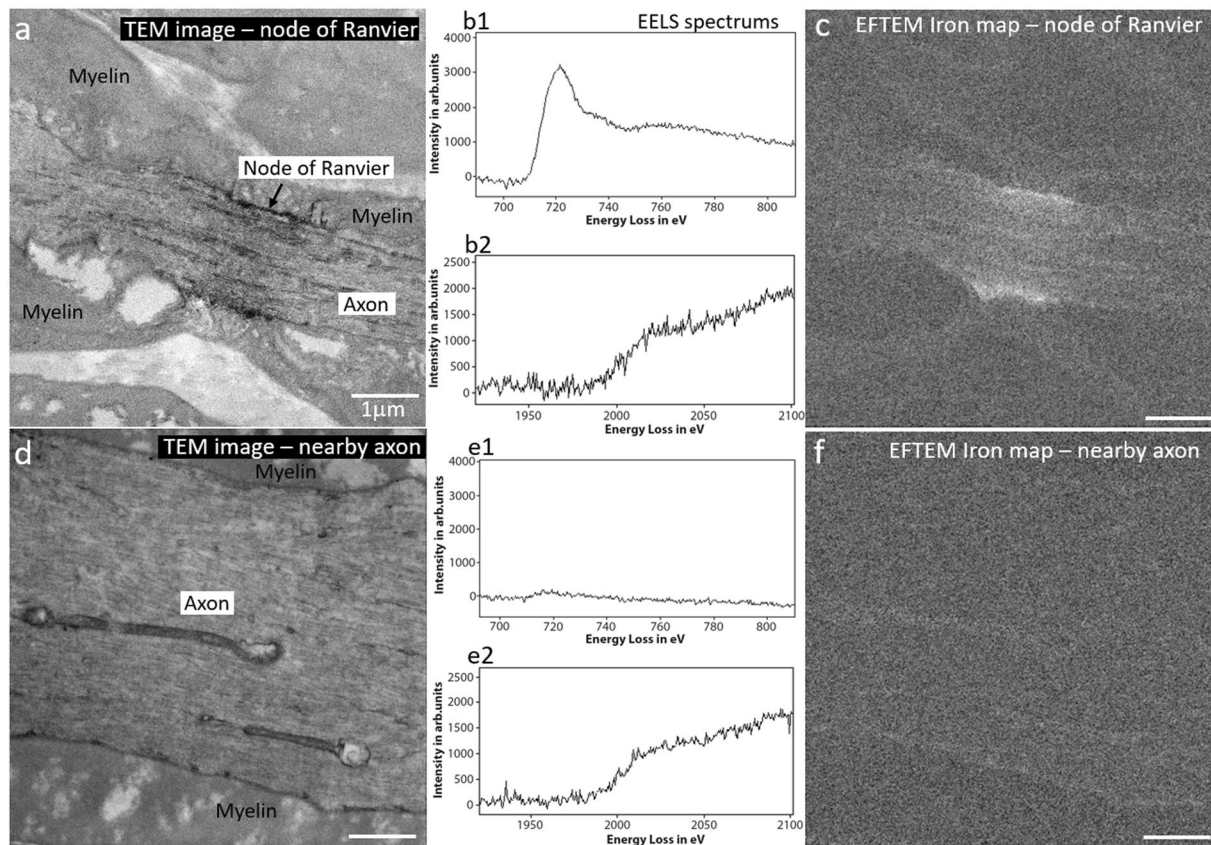 a
TEM image – node of Ranvier
Myelin
Node of Ranvier
Myelin
Myelin
Axon
1μm
b1
EELS spectrums
4000
3000
2000
1000
0
Intensity in arb.units
700 720 740 760 780 800
Energy Loss in eV
b2
2500
2000
1500
1000
500
0
Intensity in arb.units
1950 2000 2050 2100
Energy Loss in eV
c
EFTEM Iron map – node of Ranvier
d
TEM image – nearby axon
Myelin
Axon
Myelin
e1
4000
3000
2000
1000
0
Intensity in arb.units
700 720 740 760 780 800
Energy Loss in eV
e2
2500
2000
1500
1000
500
0
Intensity in arb.units
1950 2000 2050 2100
Energy Loss in eV
f
EFTEM Iron map – nearby axon